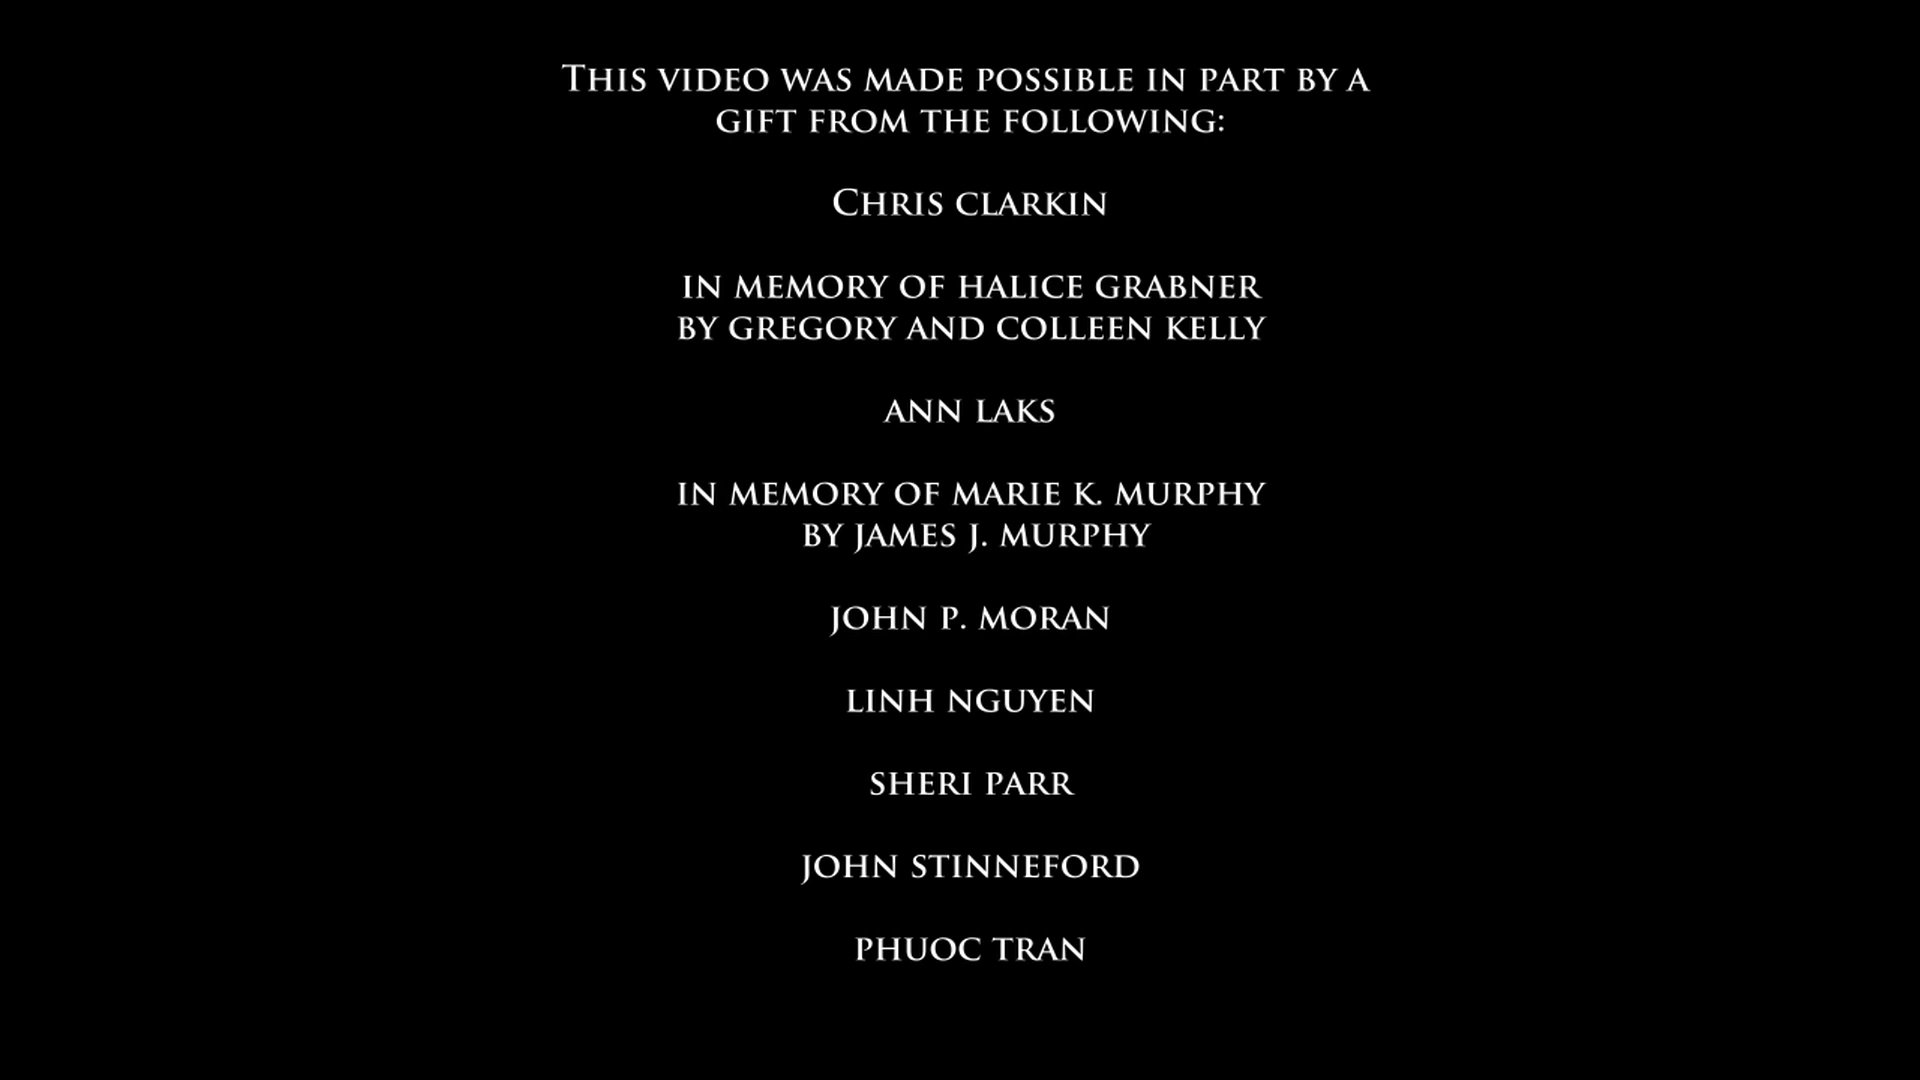 THIS VIDEO WAS MADE POSSIBLE IN PART BY A
GIFT FROM THE FOLLOWING:
CHRIS CLARKIN
IN MEMORY OF HALICE GRABNER
BY GREGORY AND COLLEEN KELLY
ANN LAKS
IN MEMORY OF MARIE K. MURPHY
BY JAMES J. MURPHY
JOHN P. MORAN
LINH NGUYEN
SHERI PARR
JOHN STINNEFORD
PHUOC TRAN